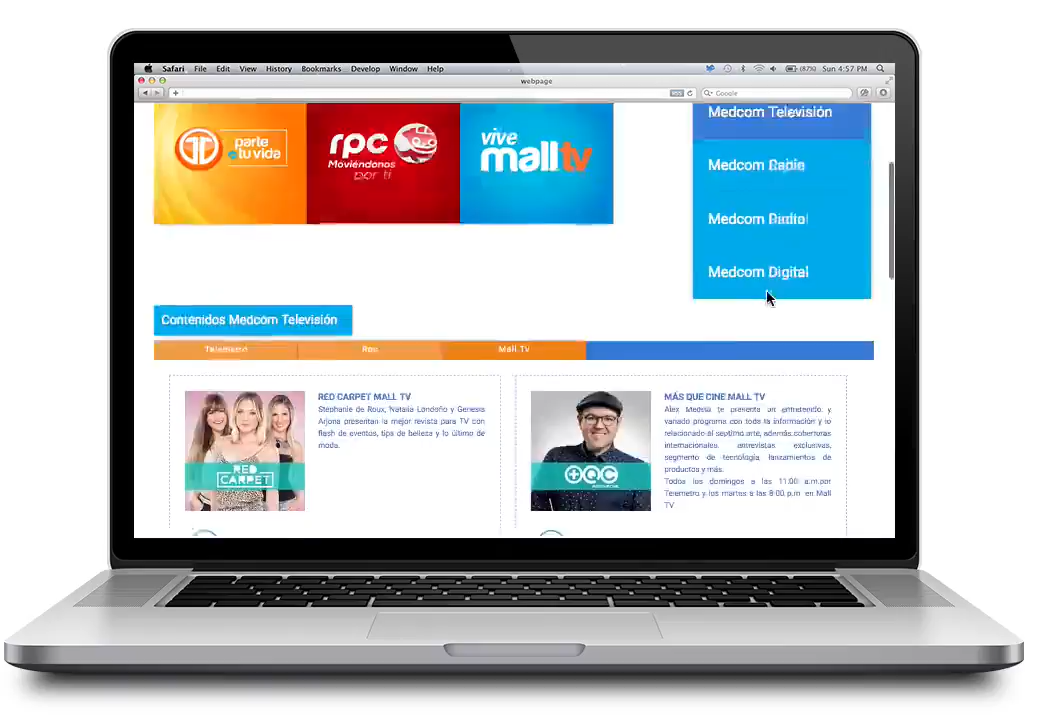 Safari File Edit View History Bookmarks Develop Window Help
(87%) Sun 4:57 PM
webpage
RSS
Google
parte
de tu vida
rpc
Moviéndonos
por ti
vive
mall tv
Medcom Televisión
Medcom Cable
Medcom Radio
Medcom Digital
Contenidos Medcom Televisión
Telemetro Rpc Mall TV
RED CARPET MALL TV
Stephanie de Roux, Natalia Londoño y Genesis
Arjona presentan la mejor revista para TV con
flash de eventos, tips de belleza y lo último de
moda.
RED
CARPET
MÁS QUE CINE MALL TV
Alex Medela te presenta un entretenido y
variado programa con toda la información y lo
relacionado al séptimo arte, además coberturas
internacionales, entrevistas exclusivas,
segmento de tecnología, lanzamientos de
productos y más.
Todos los domingos a las 11:00 a.m.por
Telemetro y los martes a las 8:00 p.m en Mall
TV
+QC